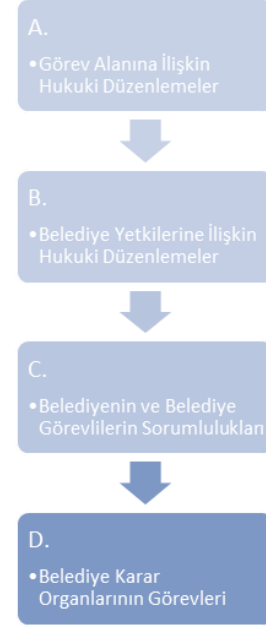 A.
•Görev Alanına İlişkin
Hukuki Düzenlemeler
B.
•Belediye Yetkilerine İlişkin
Hukuki Düzenlemeler
C.
•Belediyenin ve Belediye
Görevlilerin Sorumlulukları
D.
•Belediye Karar
Organlarının Görevleri